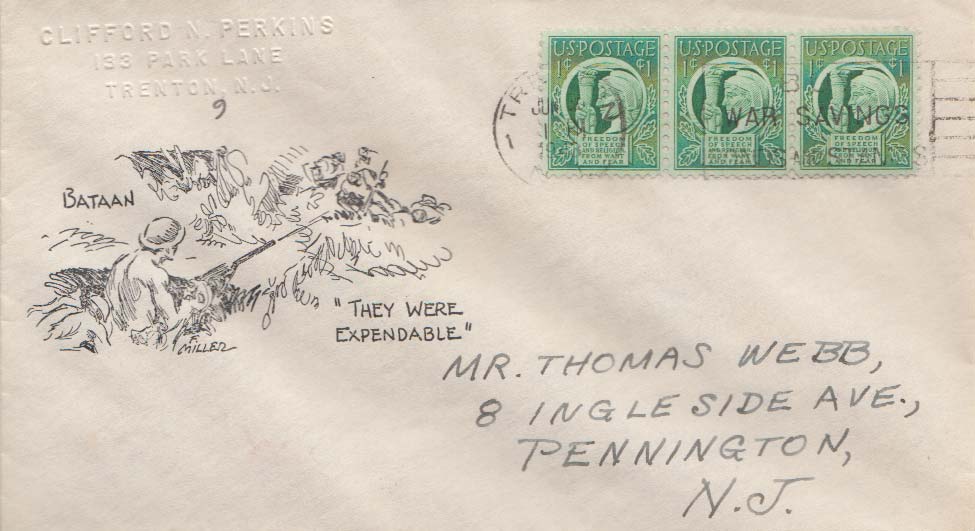 CLIFFORD N. PERKINS
133 PARK LANE
TRENTON, N.J.
9
U.S. POSTAGE
1¢ ¢1
FREEDOM
OF SPEECH
AND RELIGION,
FROM WANT
AND FEAR
U.S. POSTAGE
1¢ ¢1
FREEDOM
OF SPEECH
AND RELIGION,
FROM WANT
AND FEAR
U.S. POSTAGE
1¢ ¢1
FREEDOM
OF SPEECH
AND RELIGION,
FROM WANT
AND FEAR
WAR SAVINGS
BATAAN
"THEY WERE
EXPENDABLE"
F. MILLER
MR. THOMAS WEBB,
8 INGLESIDE AVE.,
PENNINGTON,
N.J.